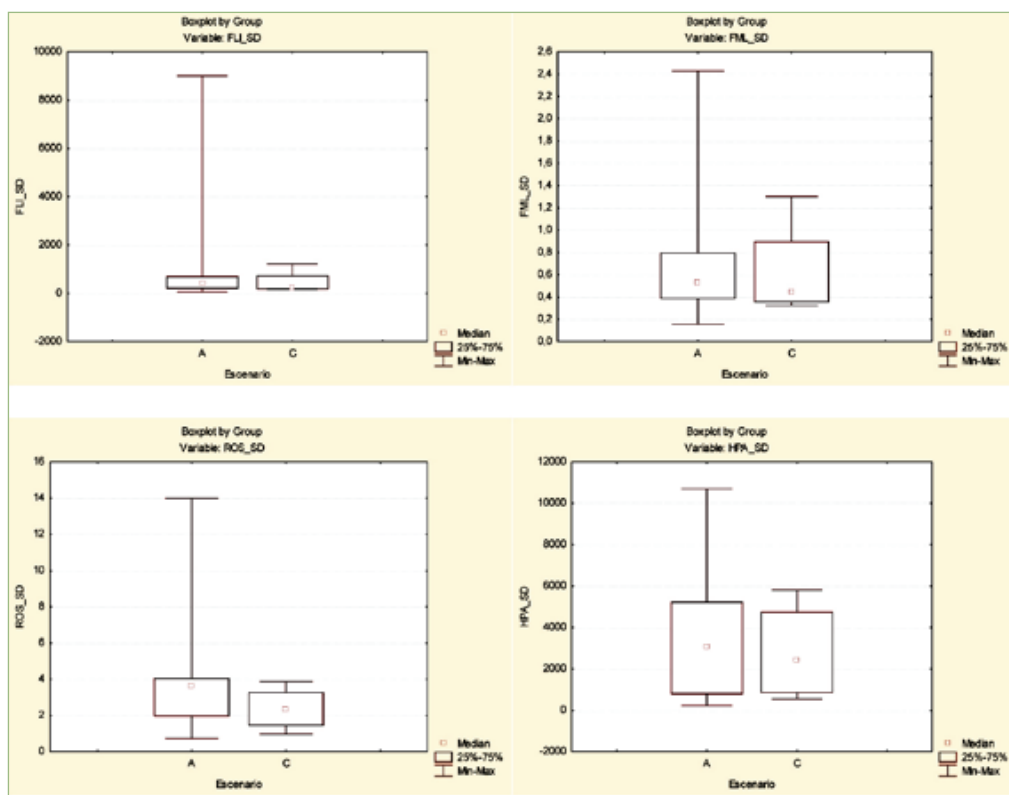 Boxplot by Group
Variable: FLI_SD
10000
8000
6000
4000
2000
0
-2000
FLI_SD
A
C
Escenario
Median
25%-75%
Min-Max
Boxplot by Group
Variable: FML_SD
2,6
2,4
2,2
2,0
1,8
1,6
1,4
1,2
1,0
0,8
0,6
0,4
0,2
0,0
FML_SD
A
C
Escenario
Median
25%-75%
Min-Max
Boxplot by Group
Variable: ROS_SD
16
14
12
10
8
6
4
2
0
ROS_SD
A
C
Escenario
Median
25%-75%
Min-Max
Boxplot by Group
Variable: HPA_SD
12000
10000
8000
6000
4000
2000
0
-2000
HPA_SD
A
C
Escenario
Median
25%-75%
Min-Max